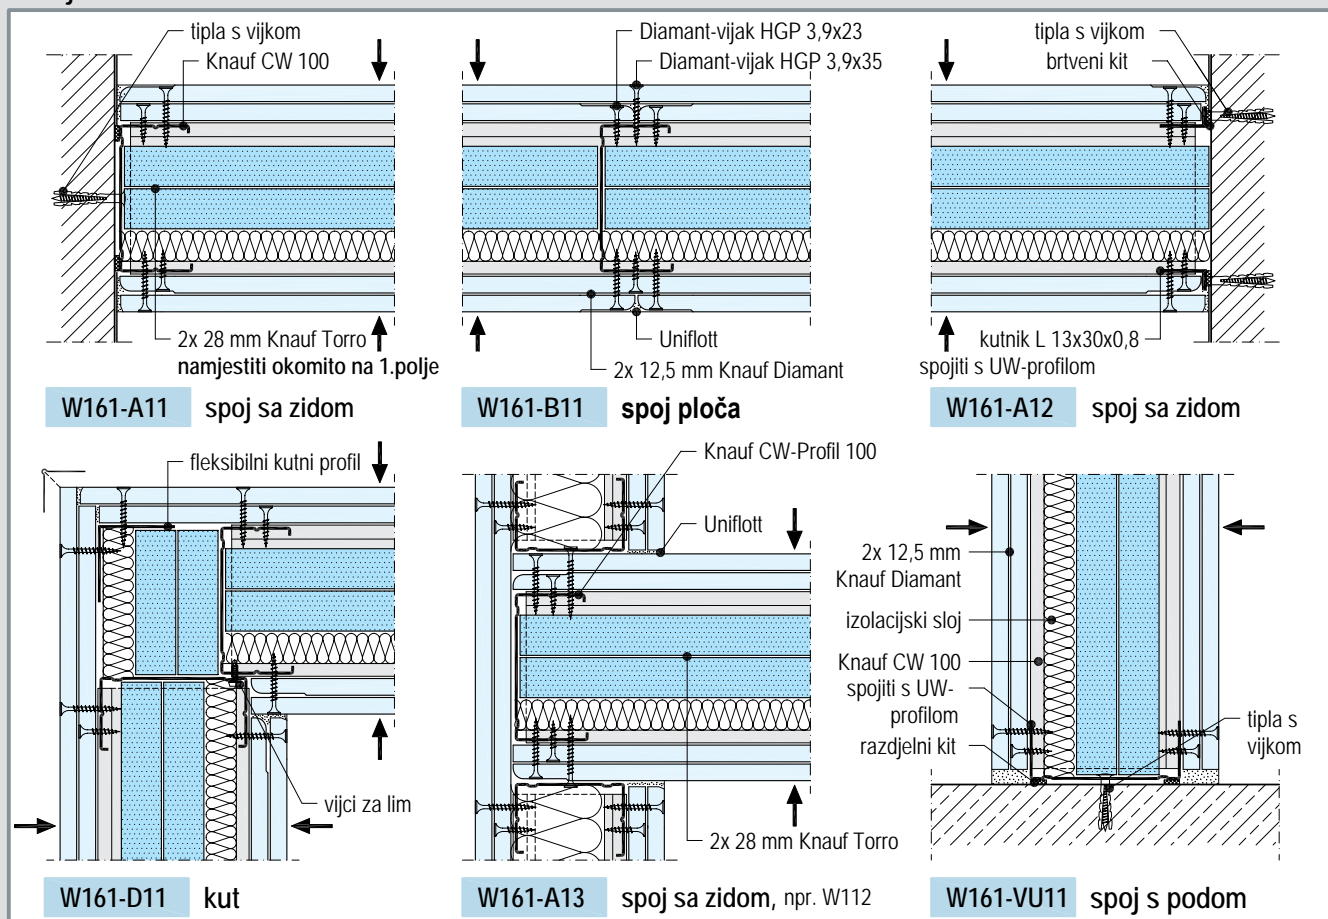 tipla s vijkom
Knauf CW 100
2x 28 mm Knauf Torro
namjestiti okomito na 1.polje
W161-A11 spoj sa zidom
Diamant-vijak HGP 3,9x23
Diamant-vijak HGP 3,9x35
Uniflott
2x 12,5 mm Knauf Diamant
W161-B11 spoj ploča
tipla s vijkom
brtveni kit
kutnik L 13x30x0,8
spojiti s UW-profilom
W161-A12 spoj sa zidom
fleksibilni kutni profil
vijci za lim
W161-D11 kut
Knauf CW-Profil 100
Uniflott
2x 28 mm Knauf Torro
W161-A13 spoj sa zidom, npr. W112
2x 12,5 mm
Knauf Diamant
izolacijski sloj
Knauf CW 100
spojiti s UW-
profilom
razdjelni kit
tipla s
vijkom
W161-VU11 spoj s podom